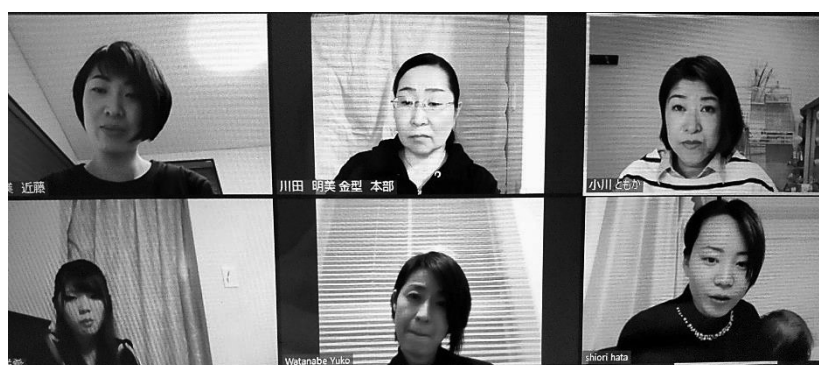 近藤
川田 明美 金型 本部
小川 ともか
Watanabe Yuko
shiori hata